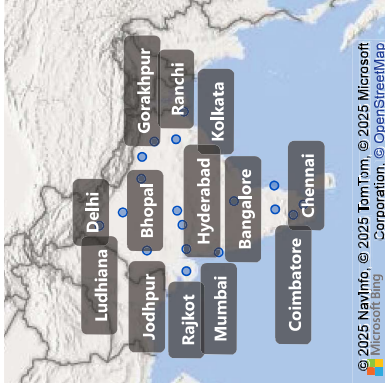 Delhi
Ludhiana
Gorakhpur
Bhopal
Jodhpur
Ranchi
Rajkot
Kolkata
Hyderabad
Mumbai
Bangalore
Chennai
Coimbatore
Microsoft Bing
© 2025 NavInfo, © 2025 TomTom, © 2025 Microsoft
Corporation, © OpenStreetMap